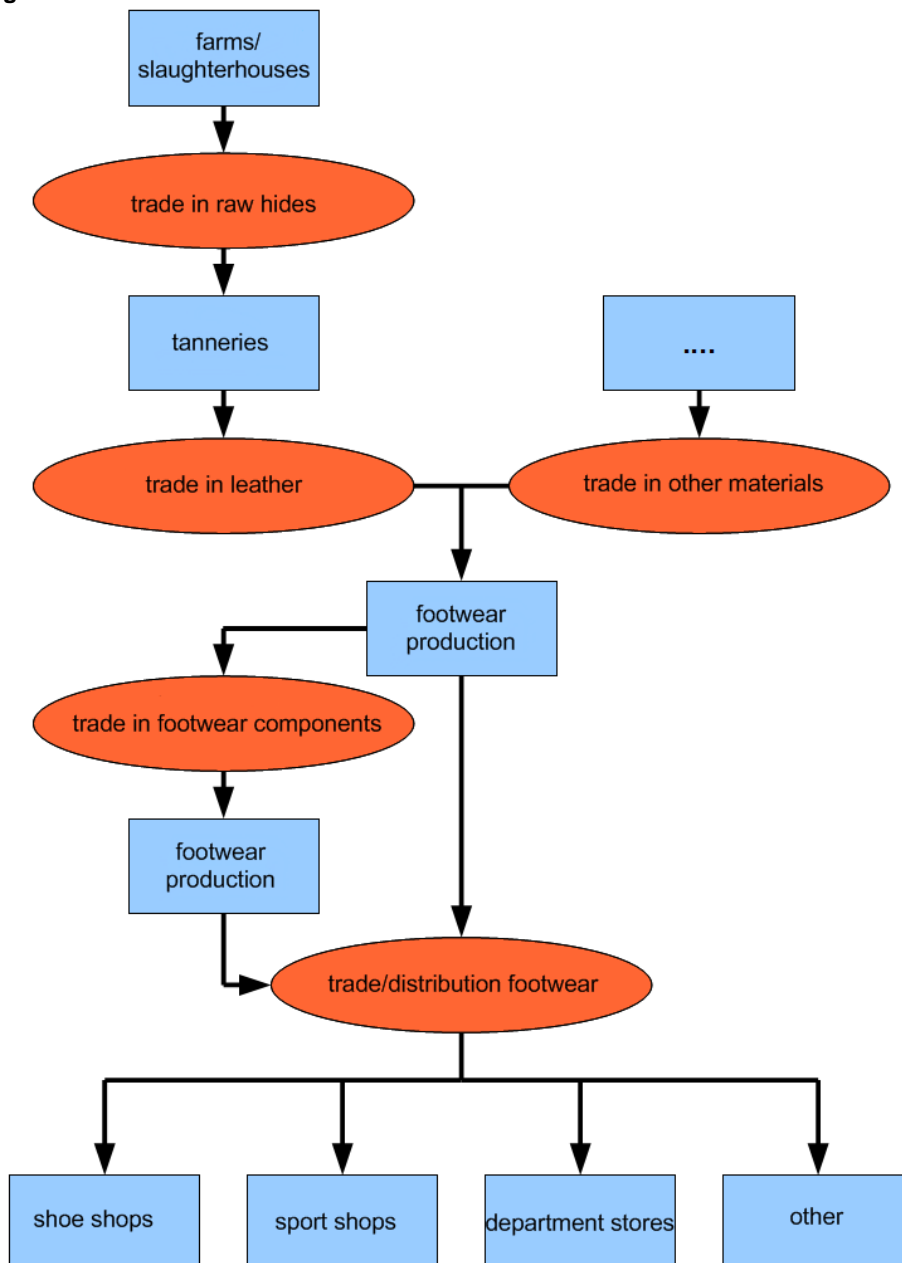 g
farms/
slaughterhouses
trade in raw hides
tanneries
....
trade in leather
trade in other materials
footwear
production
trade in footwear components
footwear
production
trade/distribution footwear
shoe shops
sport shops
department stores
other